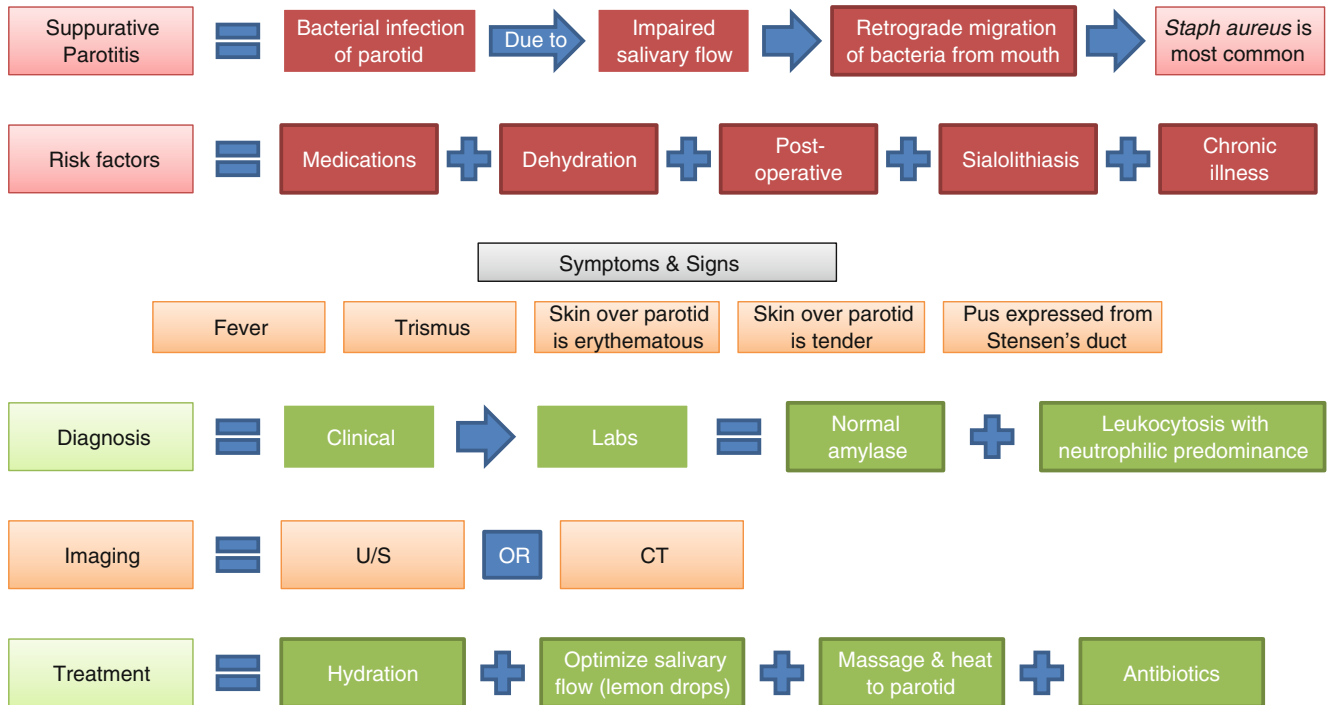 Suppurative
Parotitis
Bacterial infection
of parotid
Due to
Impaired
salivary flow
Retrograde migration
of bacteria from mouth
Staph aureus is
most common
Risk factors
Medications
Dehydration
Post-
operative
Sialolithiasis
Chronic
illness
Symptoms & Signs
Fever
Trismus
Skin over parotid
is erythematous
Skin over parotid
is tender
Pus expressed from
Stensen's duct
Diagnosis
Clinical
Labs
Normal
amylase
Leukocytosis with
neutrophilic predominance
Imaging
U/S
OR
CT
Treatment
Hydration
Optimize salivary
flow (lemon drops)
Massage & heat
to parotid
Antibiotics